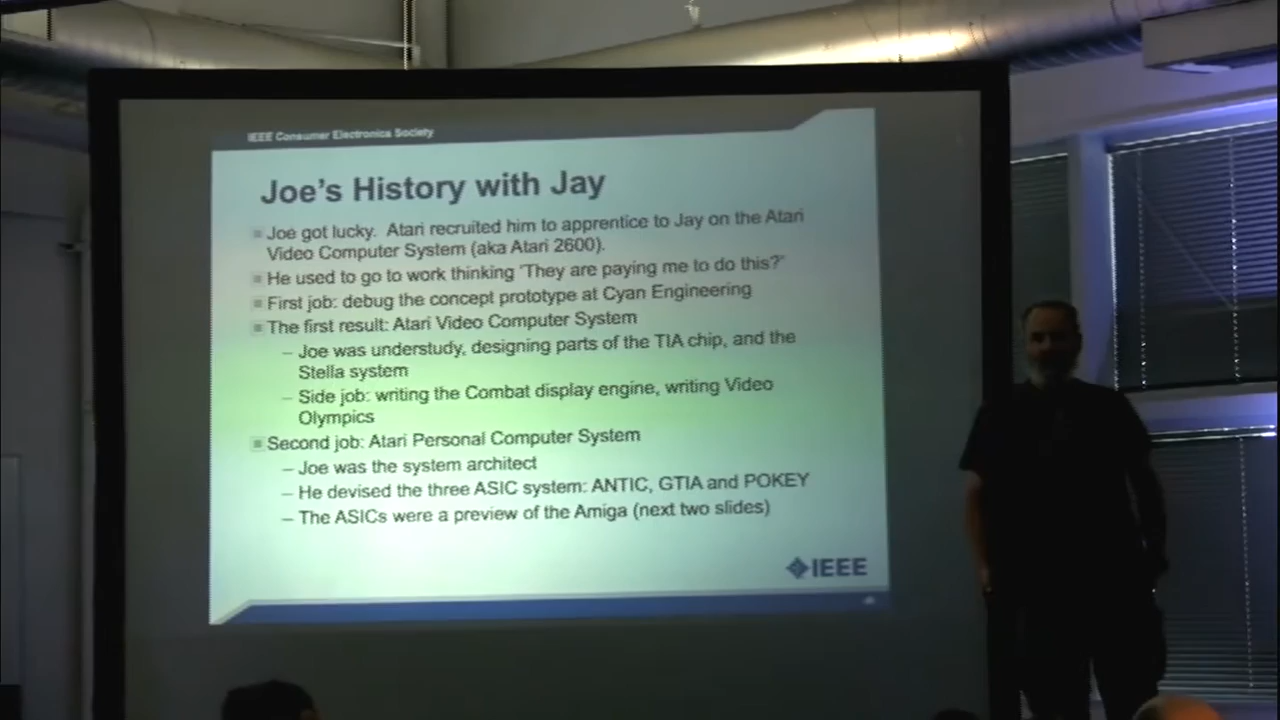 IEEE Consumer Electronics Society
Joe's History with Jay
Joe got lucky. Atari recruited him to apprentice to Jay on the Atari
Video Computer System (aka Atari 2600).
He used to go to work thinking 'They are paying me to do this?'
First job: debug the concept prototype at Cyan Engineering
The first result: Atari Video Computer System
– Joe was understudy, designing parts of the TIA chip, and the
Stella system
– Side job: writing the Combat display engine, writing Video
Olympics
Second job: Atari Personal Computer System
– Joe was the system architect
– He devised the three ASIC system: ANTIC, GTIA and POKEY
– The ASICs were a preview of the Amiga (next two slides)
IEEE